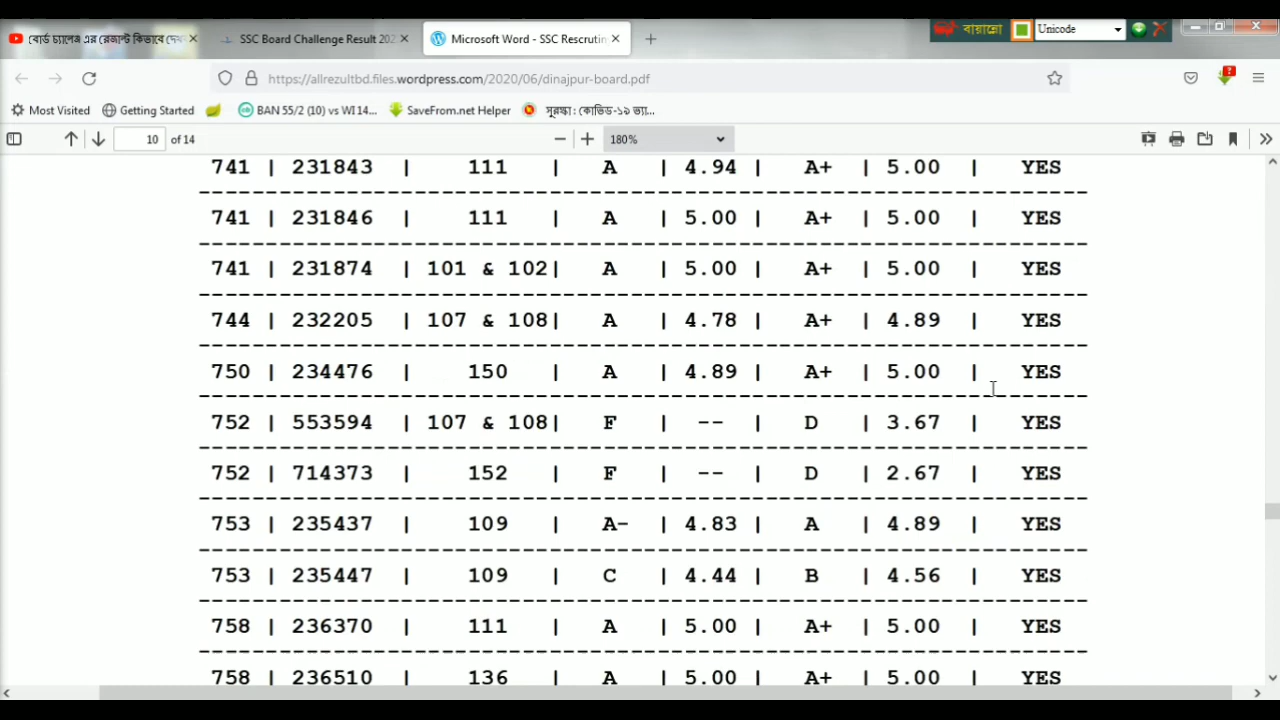 বোর্ড চ্যালেঞ্জ এর রেজাল্ট কিভাবে দেখ
SSC Board Challenge Result 202
Microsoft Word - SSC Rescrutin
বায়ান্নো
Unicode
https://allrezultbd.files.wordpress.com/2020/06/dinajpur-board.pdf
?
Most Visited
Getting Started
BAN 55/2 (10) vs WI 14...
SaveFrom.net Helper
সুরক্ষা : কোভিড-১৯ ভ্যা...
10 of 14
180%
741 | 231843 | 111 | A | 4.94 | A+ | 5.00 | YES
741 | 231846 | 111 | A | 5.00 | A+ | 5.00 | YES
741 | 231874 | 101 & 102| A | 5.00 | A+ | 5.00 | YES
744 | 232205 | 107 & 108| A | 4.78 | A+ | 4.89 | YES
750 | 234476 | 150 | A | 4.89 | A+ | 5.00 | YES
752 | 553594 | 107 & 108| F | -- | D | 3.67 | YES
752 | 714373 | 152 | F | -- | D | 2.67 | YES
753 | 235437 | 109 | A- | 4.83 | A | 4.89 | YES
753 | 235447 | 109 | C | 4.44 | B | 4.56 | YES
758 | 236370 | 111 | A | 5.00 | A+ | 5.00 | YES
758 | 236510 | 136 | A | 5.00 | A+ | 5.00 | YES